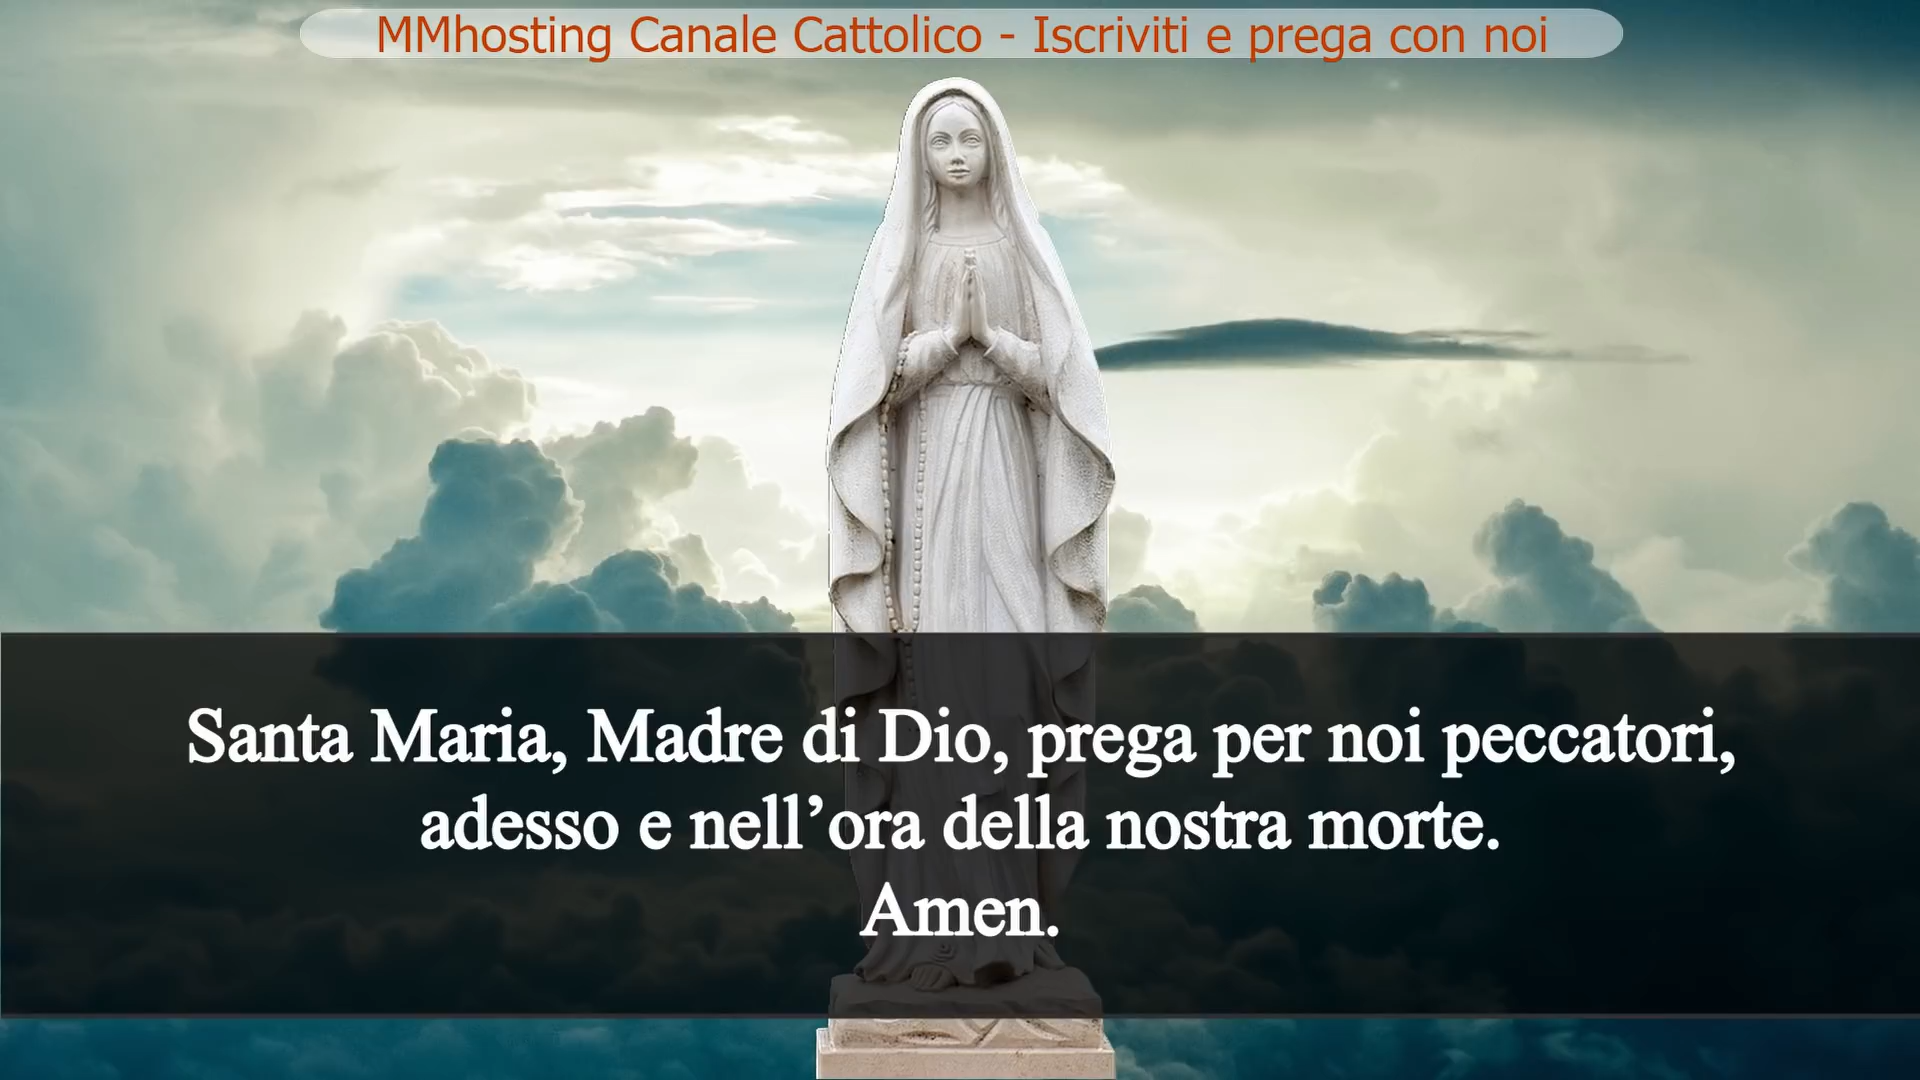 MMhosting Canale Cattolico - Iscriviti e prega con noi
Santa Maria, Madre di Dio, prega per noi peccatori,
adesso e nell’ora della nostra morte.
Amen.